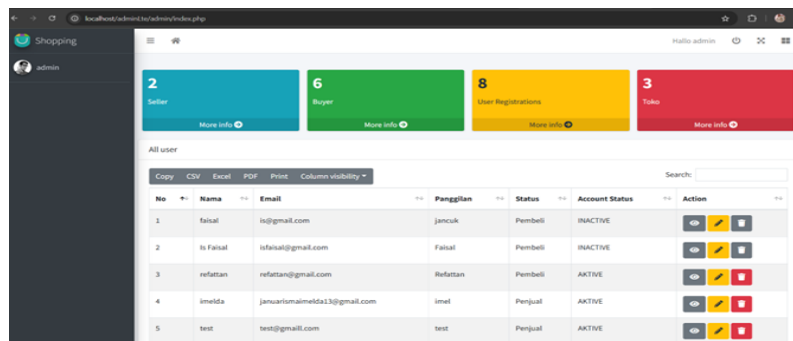 localhost/adminLte/admin/index.php
Shopping
Hallo admin
admin
2 6 8 3
Seller Buyer User Registrations Toko
More info More info More info More info
All user
Copy CSV Excel PDF Print Column visibility Search:
No Nama Email Panggilan Status Account Status Action
1 faisal is@gmail.com jancuk Pembeli INACTIVE
2 Is Faisal isfaisal@gmail.com Faisal Pembeli INACTIVE
3 refattan refattan@gmail.com Refattan Pembeli AKTIVE
4 imelda januarismaimelda13@gmail.com imel Penjual AKTIVE
5 test test@gmaill.com test Penjual AKTIVE